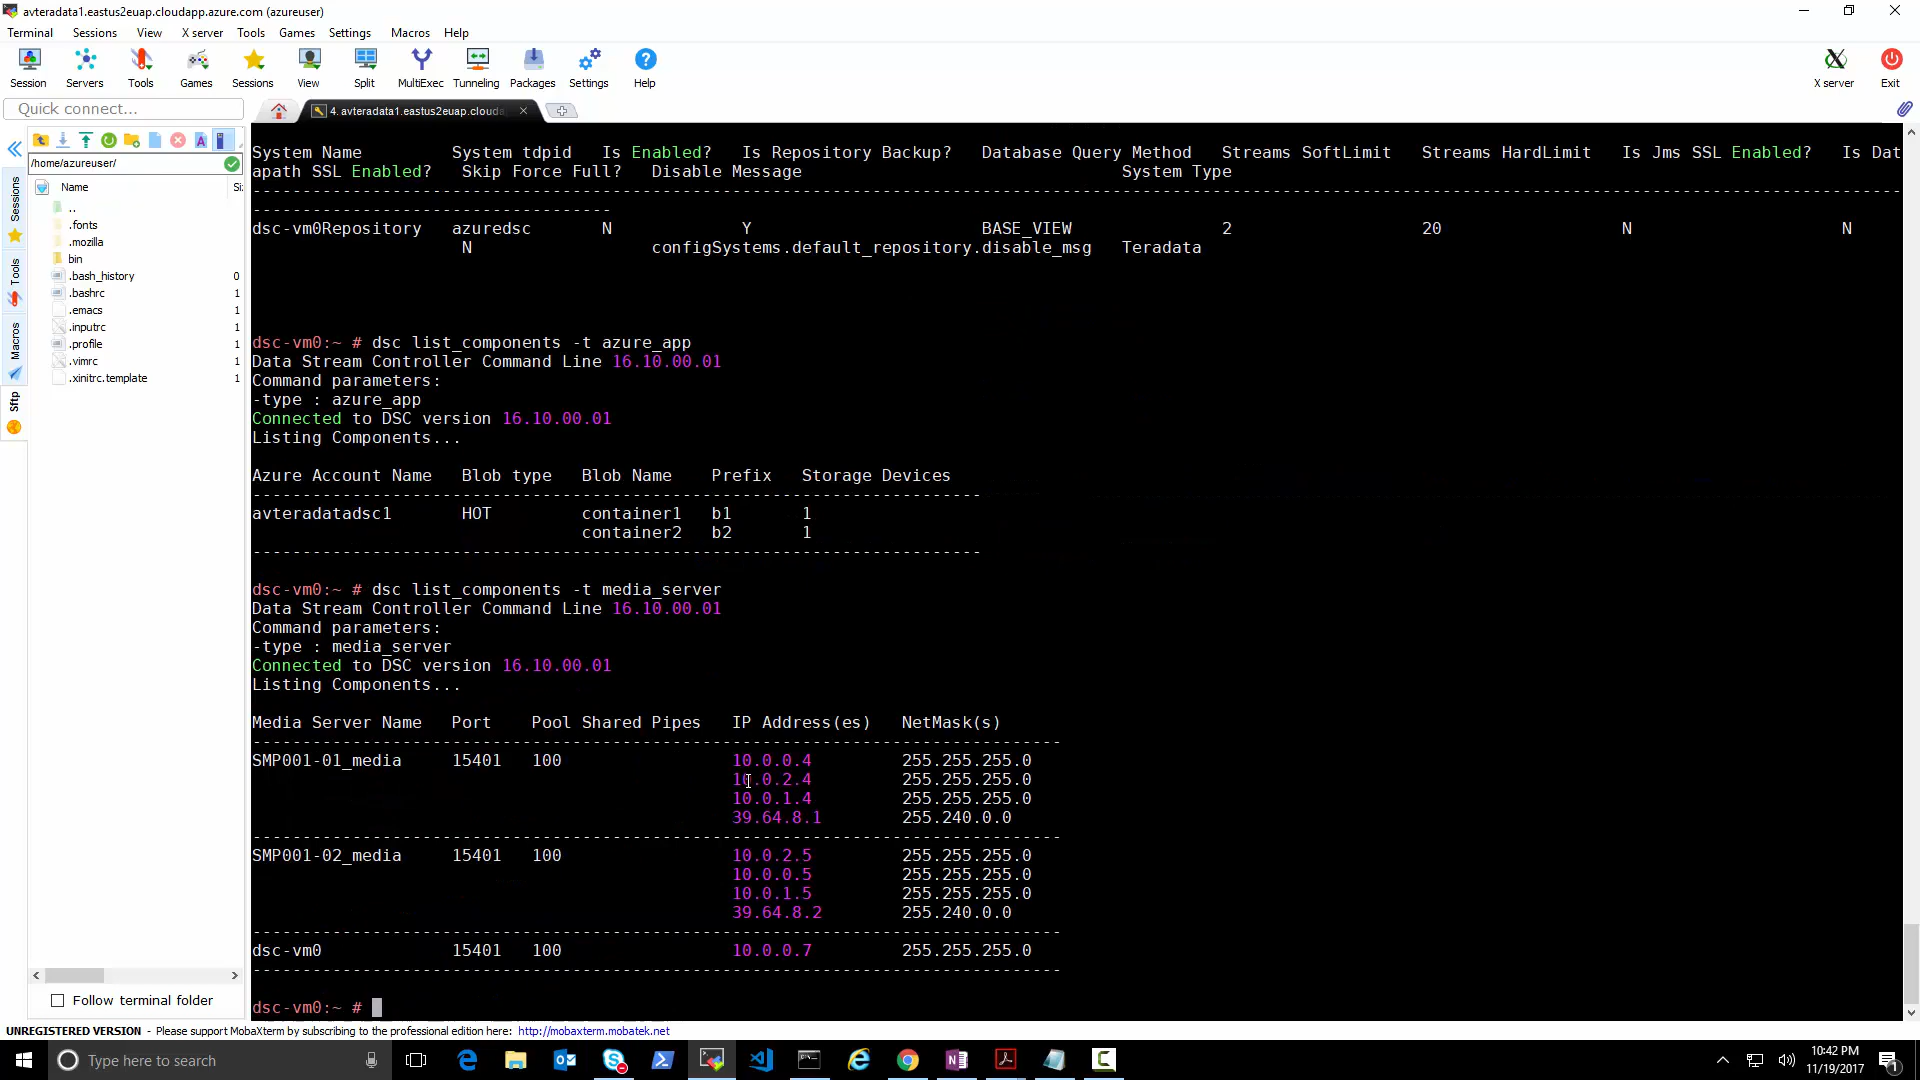 avteradata1.eastus2euap.cloudapp.azure.com (azureuser)
Terminal Sessions View X server Tools Games Settings Macros Help
Session Servers Tools Games Sessions View Split MultiExec Tunneling Packages Settings Help X server Exit
Quick connect...
4. avteradata1.eastus2euap.clouda
/home/azureuser/
Name Si
..
.fonts
.mozilla
bin
.bash_history 0
.bashrc 1
.emacs 1
.inputrc 1
.profile 1
.vimrc 1
.xinitrc.template 1
Sessions
Tools
Macros
Sftp
Follow terminal folder
System Name System tdpid Is Enabled? Is Repository Backup? Database Query Method Streams SoftLimit Streams HardLimit Is Jms SSL Enabled? Is Dat
apath SSL Enabled? Skip Force Full? Disable Message System Type
--------------------------------------------------------------------------------------------------------------------------------------------------------------------
------------------------------------
dsc-vm0Repository azuredsc N Y BASE_VIEW 2 20 N N
N configSystems.default_repository.disable_msg Teradata
dsc-vm0:~ # dsc list_components -t azure_app
Data Stream Controller Command Line 16.10.00.01
Command parameters:
-type : azure_app
Connected to DSC version 16.10.00.01
Listing Components...
Azure Account Name Blob type Blob Name Prefix Storage Devices
-------------------------------------------------------------------------
avteradatadsc1 HOT container1 b1 1
container2 b2 1
-------------------------------------------------------------------------
dsc-vm0:~ # dsc list_components -t media_server
Data Stream Controller Command Line 16.10.00.01
Command parameters:
-type : media_server
Connected to DSC version 16.10.00.01
Listing Components...
Media Server Name Port Pool Shared Pipes IP Address(es) NetMask(s)
---------------------------------------------------------------------------------
SMP001-01_media 15401 100 10.0.0.4 255.255.255.0
10.0.2.4 255.255.255.0
10.0.1.4 255.255.255.0
39.64.8.1 255.240.0.0
---------------------------------------------------------------------------------
SMP001-02_media 15401 100 10.0.2.5 255.255.255.0
10.0.0.5 255.255.255.0
10.0.1.5 255.255.255.0
39.64.8.2 255.240.0.0
---------------------------------------------------------------------------------
dsc-vm0 15401 100 10.0.0.7 255.255.255.0
---------------------------------------------------------------------------------
dsc-vm0:~ #
UNREGISTERED VERSION - Please support MobaXterm by subscribing to the professional edition here: http://mobaxterm.mobatek.net
Type here to search
10:42 PM
11/19/2017
1